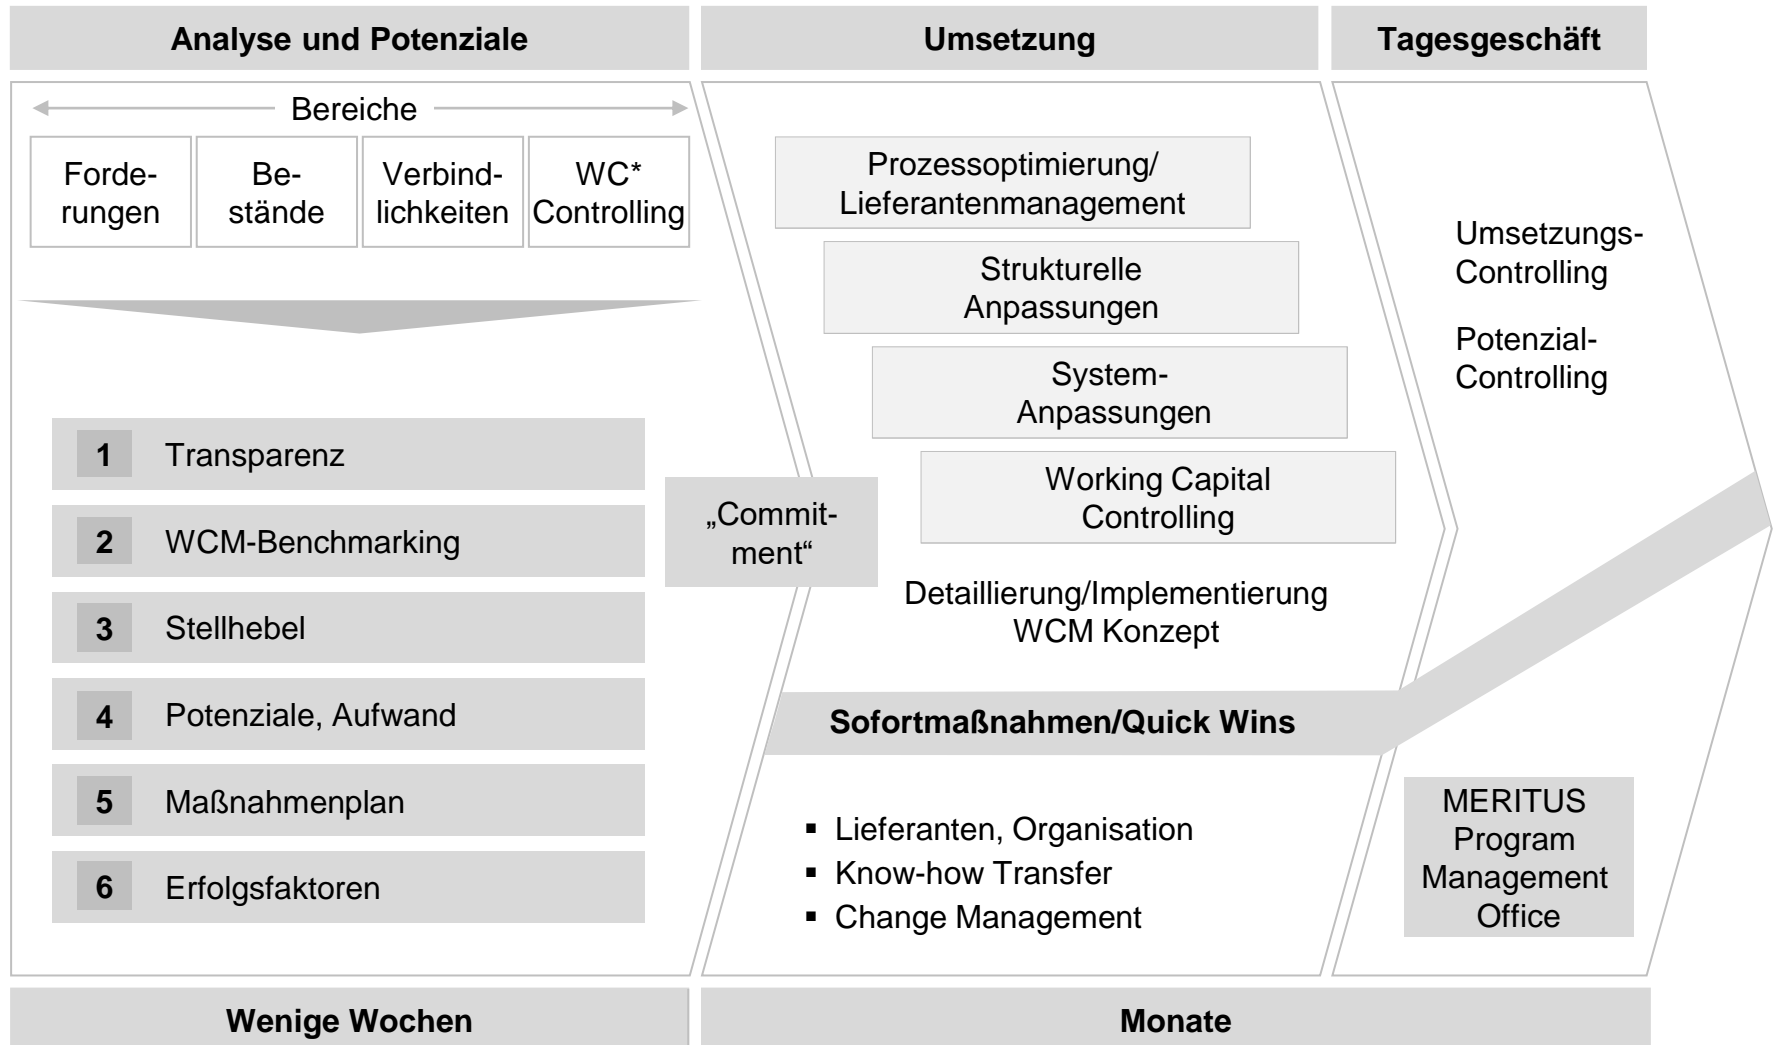 Analyse und Potenziale
Umsetzung
Tagesgeschäft
Bereiche
Forde-
rungen
Be-
stände
Verbind-
lichkeiten
WC*
Controlling
1 Transparenz
2 WCM-Benchmarking
3 Stellhebel
4 Potenziale, Aufwand
5 Maßnahmenplan
6 Erfolgsfaktoren
„Commit-
ment“
Prozessoptimierung/
Lieferantenmanagement
Strukturelle
Anpassungen
System-
Anpassungen
Working Capital
Controlling
Detaillierung/Implementierung
WCM Konzept
Sofortmaßnahmen/Quick Wins
▪ Lieferanten, Organisation
▪ Know-how Transfer
▪ Change Management
Umsetzungs-
Controlling
Potenzial-
Controlling
MERITUS
Program
Management
Office
Wenige Wochen
Monate